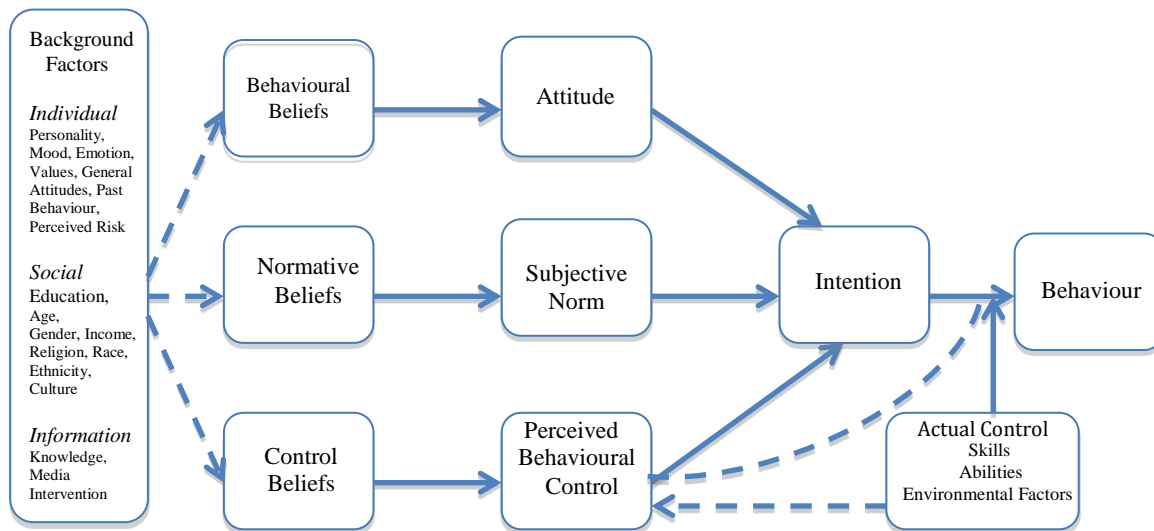 Background
Factors
Individual
Personality,
Mood, Emotion,
Values, General
Attitudes, Past
Behaviour,
Perceived Risk
Social
Education,
Age,
Gender, Income,
Religion, Race,
Ethnicity,
Culture
Information
Knowledge,
Media
Intervention
Behavioural
Beliefs
Normative
Beliefs
Control
Beliefs
Attitude
Subjective
Norm
Perceived
Behavioural
Control
Intention
Behaviour
Actual Control
Skills
Abilities
Environmental Factors